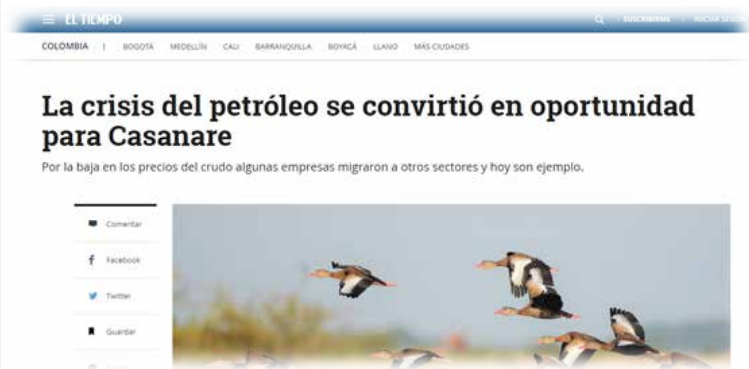 EL TIEMPO
SUSCRIBIRME
INICIAR SESIÓN
COLOMBIA | BOGOTÁ MEDELLÍN CALI BARRANQUILLA BOYACÁ LLANO MÁS CIUDADES
La crisis del petróleo se convirtió en oportunidad
para Casanare
Por la baja en los precios del crudo algunas empresas migraron a otros sectores y hoy son ejemplo.
Comentar
Facebook
Twitter
Guardar